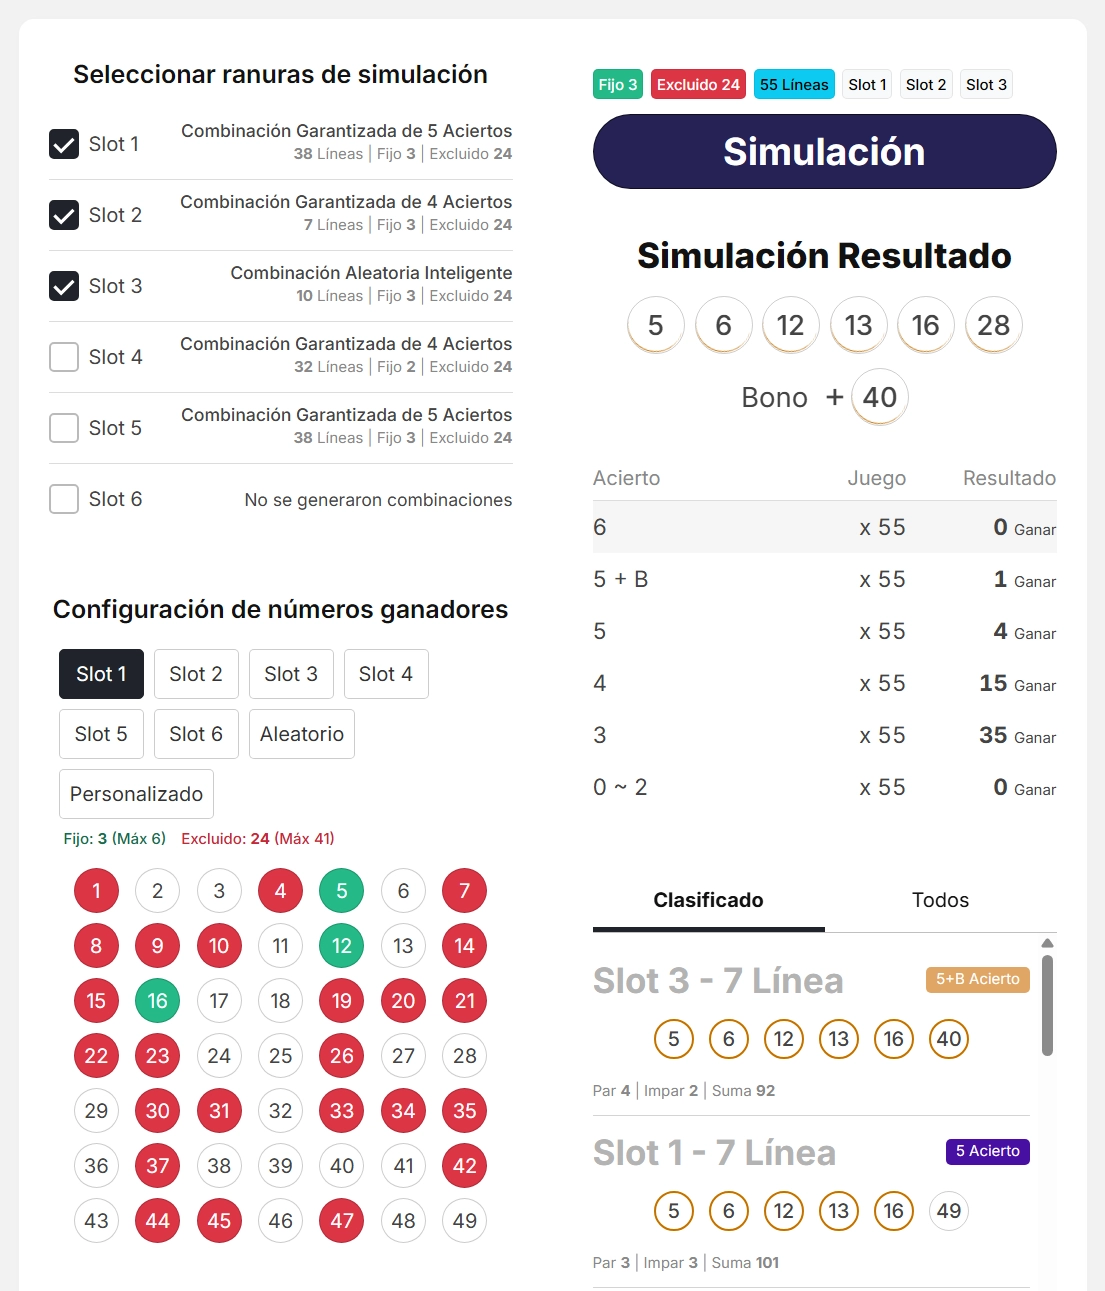 Seleccionar ranuras de simulación
Slot 1
Combinación Garantizada de 5 Aciertos
38 Líneas | Fijo 3 | Excluido 24
Slot 2
Combinación Garantizada de 4 Aciertos
7 Líneas | Fijo 3 | Excluido 24
Slot 3
Combinación Aleatoria Inteligente
10 Líneas | Fijo 3 | Excluido 24
Slot 4
Combinación Garantizada de 4 Aciertos
32 Líneas | Fijo 2 | Excluido 24
Slot 5
Combinación Garantizada de 5 Aciertos
38 Líneas | Fijo 3 | Excluido 24
Slot 6
No se generaron combinaciones
Configuración de números ganadores
Slot 1 Slot 2 Slot 3 Slot 4
Slot 5 Slot 6 Aleatorio
Personalizado
Fijo: 3 (Máx 6) Excluido: 24 (Máx 41)
1 2 3 4 5 6 7
8 9 10 11 12 13 14
15 16 17 18 19 20 21
22 23 24 25 26 27 28
29 30 31 32 33 34 35
36 37 38 39 40 41 42
43 44 45 46 47 48 49
Fijo 3 Excluido 24 55 Líneas Slot 1 Slot 2 Slot 3
Simulación
Simulación Resultado
5 6 12 13 16 28
Bono + 40
Acierto Juego Resultado
6 x 55 0 Ganar
5 + B x 55 1 Ganar
5 x 55 4 Ganar
4 x 55 15 Ganar
3 x 55 35 Ganar
0 ~ 2 x 55 0 Ganar
Clasificado Todos
Slot 3 - 7 Línea 5+B Acierto
5 6 12 13 16 40
Par 4 | Impar 2 | Suma 92
Slot 1 - 7 Línea 5 Acierto
5 6 12 13 16 49
Par 3 | Impar 3 | Suma 101